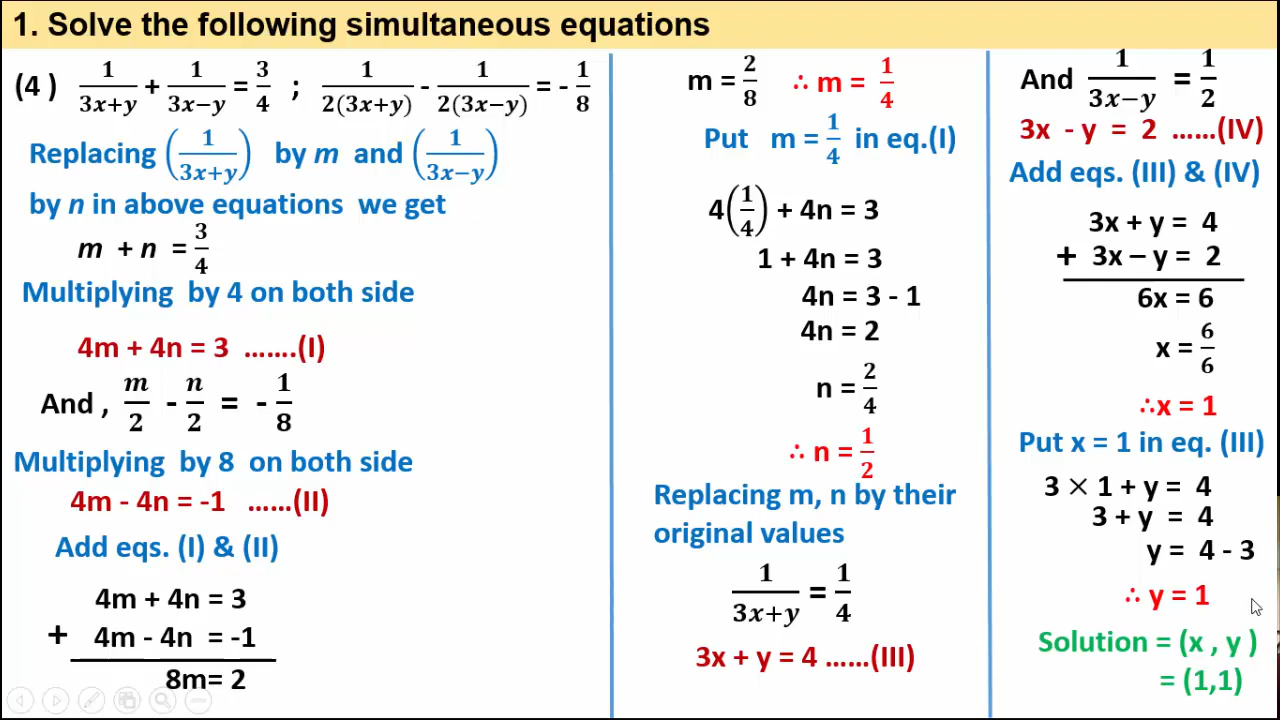 1. Solve the following simultaneous equations
(4 ) 1/(3x+y) + 1/(3x−y) = 3/4 ; 1/(2(3x+y)) - 1/(2(3x−y)) = - 1/8
Replacing (1/(3x+y)) by m and (1/(3x−y))
by n in above equations we get
m + n = 3/4
Multiplying by 4 on both side
4m + 4n = 3 …….(I)
And , m/2 - n/2 = - 1/8
Multiplying by 8 on both side
4m - 4n = -1 ……(II)
Add eqs. (I) & (II)
4m + 4n = 3
+ 4m - 4n = -1
8m= 2
m = 2/8 ∴ m = 1/4
Put m = 1/4 in eq.(I)
4(1/4) + 4n = 3
1 + 4n = 3
4n = 3 - 1
4n = 2
n = 2/4
∴ n = 1/2
Replacing m, n by their
original values
1/(3x+y) = 1/4
3x + y = 4 ……(III)
And 1/(3x−y) = 1/2
3x - y = 2 ……(IV)
Add eqs. (III) & (IV)
3x + y = 4
+ 3x – y = 2
6x = 6
x = 6/6
∴x = 1
Put x = 1 in eq. (III)
3 × 1 + y = 4
3 + y = 4
y = 4 - 3
∴ y = 1
Solution = (x , y )
= (1,1)